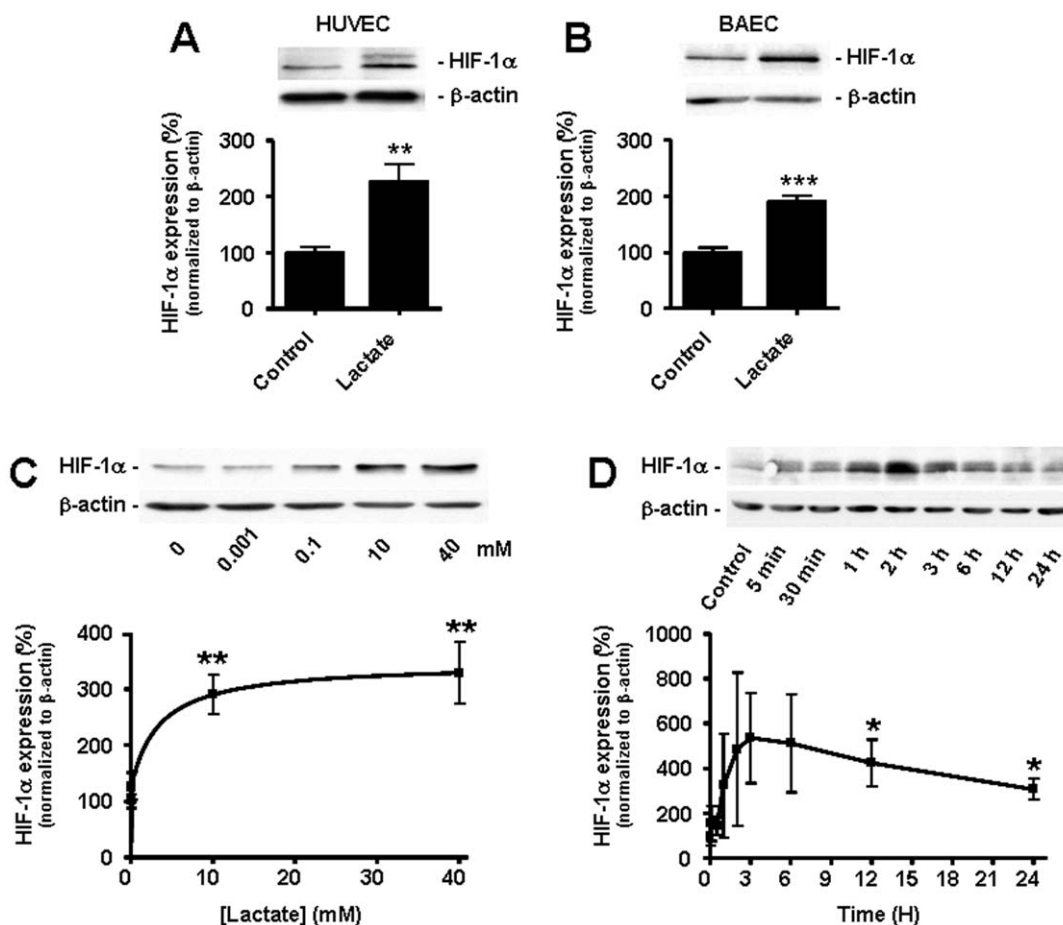 A
HUVEC
- HIF-1α
- β-actin
HIF-1α expression (%)
(normalized to β-actin)
300
200
100
0
**
Control
Lactate
B
BAEC
- HIF-1α
- β-actin
HIF-1α expression (%)
(normalized to β-actin)
300
200
100
0
***
Control
Lactate
C
HIF-1α -
β-actin -
0 0.001 0.1 10 40 mM
HIF-1α expression (%)
(normalized to β-actin)
400
300
200
100
0
** **
0 10 20 30 40
[Lactate] (mM)
D
HIF-1α -
β-actin -
Control 5 min 30 min 1 h 2 h 3 h 6 h 12 h 24 h
HIF-1α expression (%)
(normalized to β-actin)
1000
800
600
400
200
0
* *
0 3 6 9 12 15 18 21 24
Time (H)